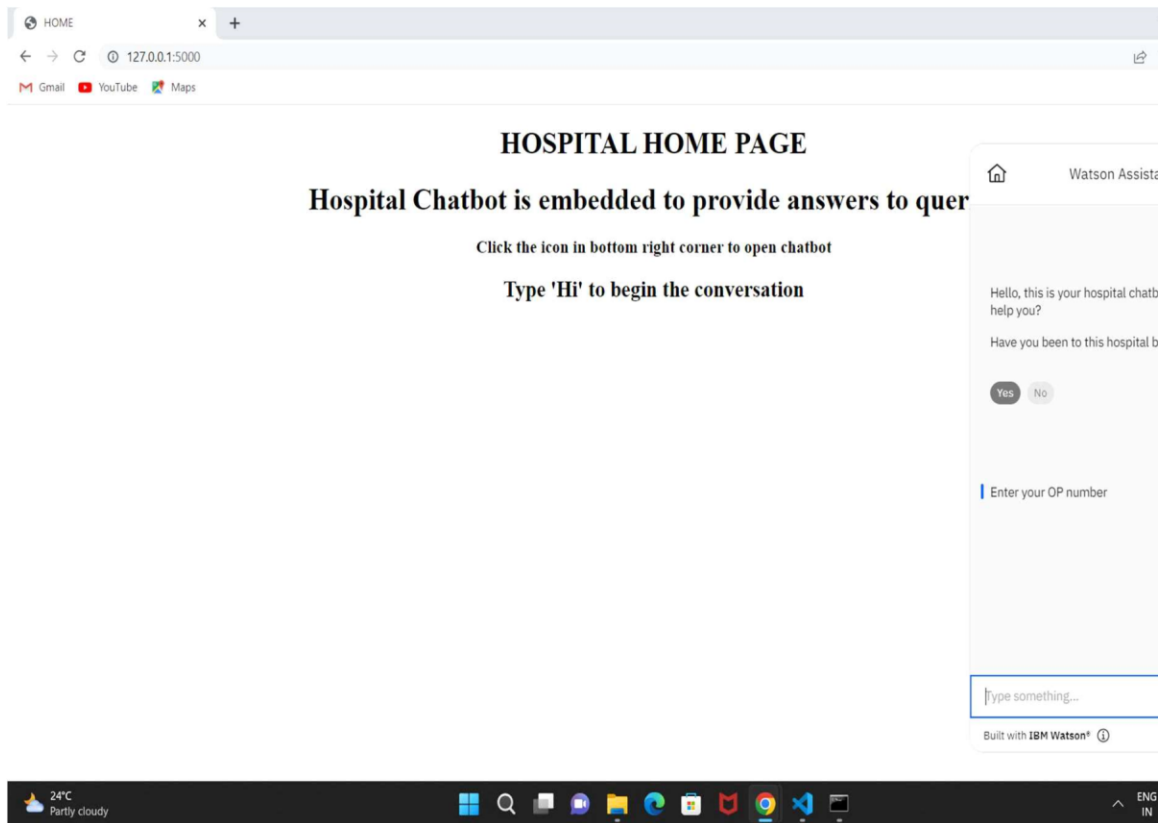 HOME
127.0.0.1:5000
Gmail YouTube Maps
HOSPITAL HOME PAGE
Hospital Chatbot is embedded to provide answers to quer
Click the icon in bottom right corner to open chatbot
Type 'Hi' to begin the conversation
Watson Assista
Hello, this is your hospital chatb
help you?
Have you been to this hospital b
Yes No
Enter your OP number
Type something...
Built with IBM Watson®
24°C
Partly cloudy
ENG
IN